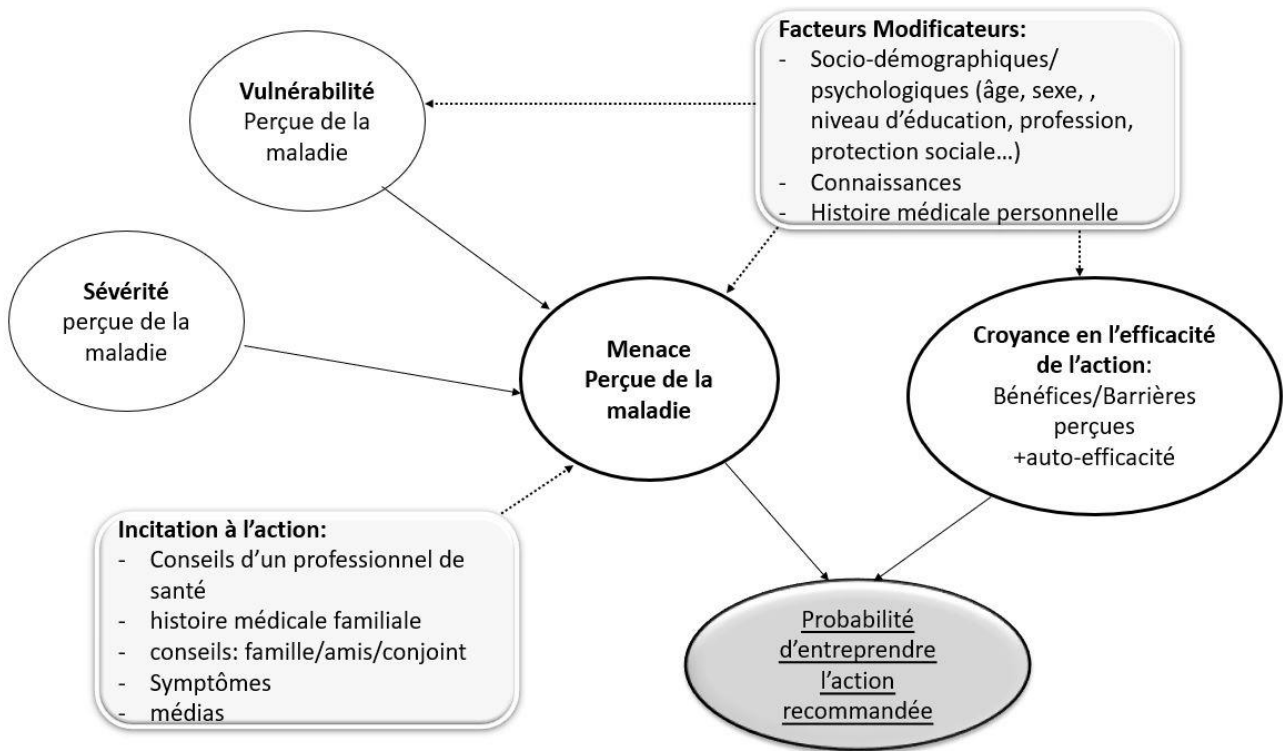 Facteurs Modificateurs:
- Socio-démographiques/
psychologiques (âge, sexe, ,
niveau d'éducation, profession,
protection sociale…)
- Connaissances
- Histoire médicale personnelle
Vulnérabilité
Perçue de la
maladie
Sévérité
perçue de la
maladie
Menace
Perçue de la
maladie
Croyance en l'efficacité
de l'action:
Bénéfices/Barrières
perçues
+auto-efficacité
Incitation à l'action:
- Conseils d'un professionnel de
santé
- histoire médicale familiale
- conseils: famille/amis/conjoint
- Symptômes
- médias
Probabilité
d'entreprendre
l'action
recommandée